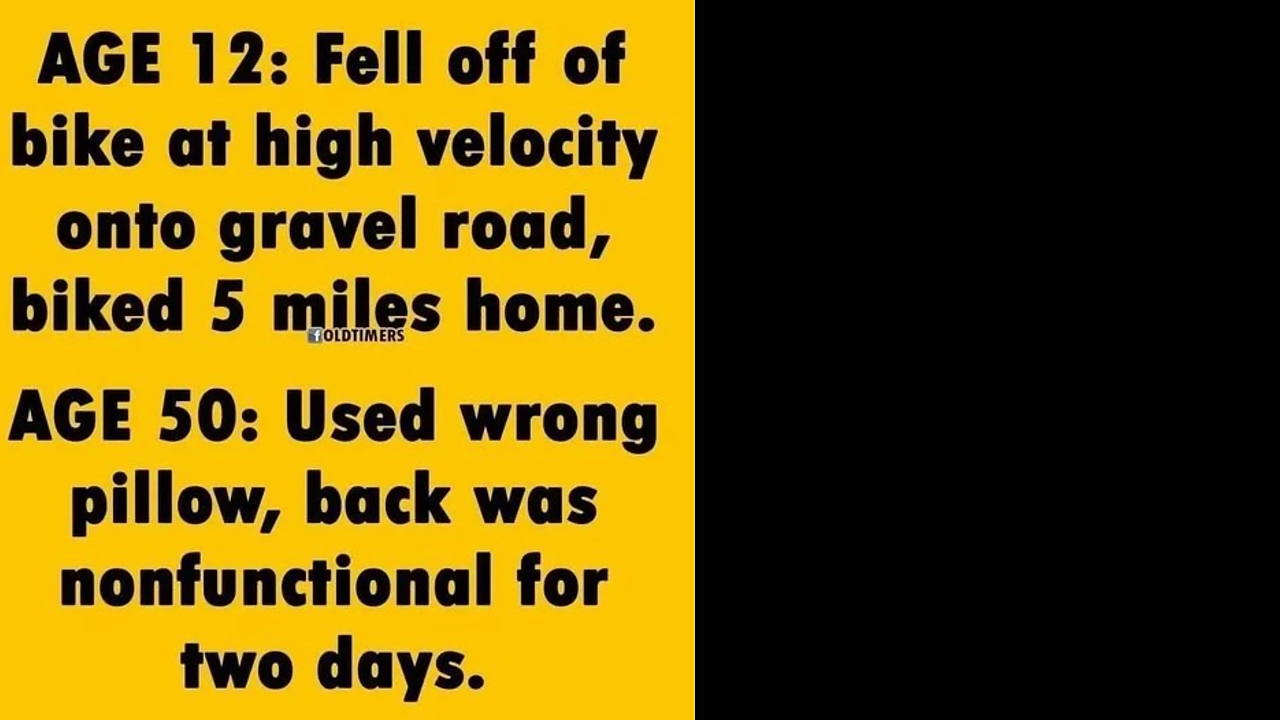 AGE 12: Fell off of
bike at high velocity
onto gravel road,
biked 5 miles home.
f OLDTIMERS
AGE 50: Used wrong
pillow, back was
nonfunctional for
two days.